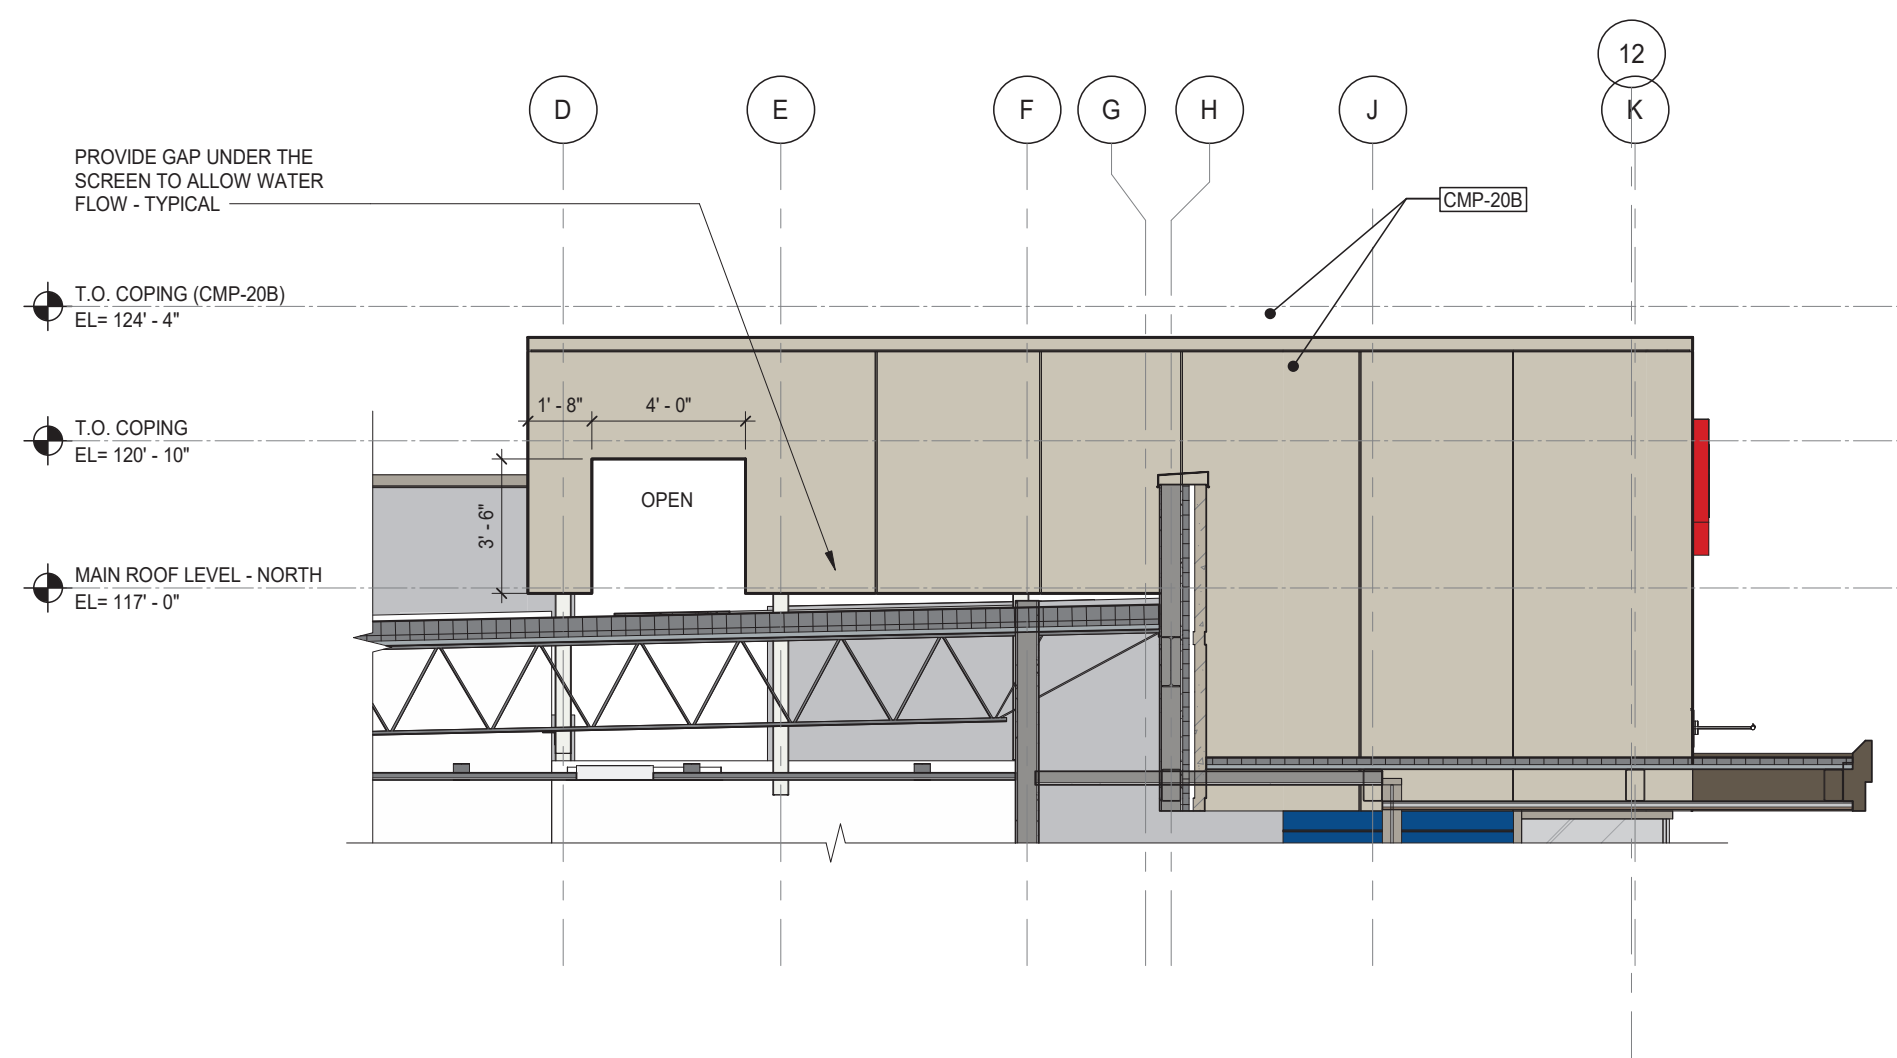 12
D
E
F
G
H
J
K
PROVIDE GAP UNDER THE
SCREEN TO ALLOW WATER
FLOW - TYPICAL
CMP-20B
T.O. COPING (CMP-20B)
EL= 124' - 4"
1' - 8"
4' - 0"
T.O. COPING
EL= 120' - 10"
OPEN
3' - 6"
MAIN ROOF LEVEL - NORTH
EL= 117' - 0"